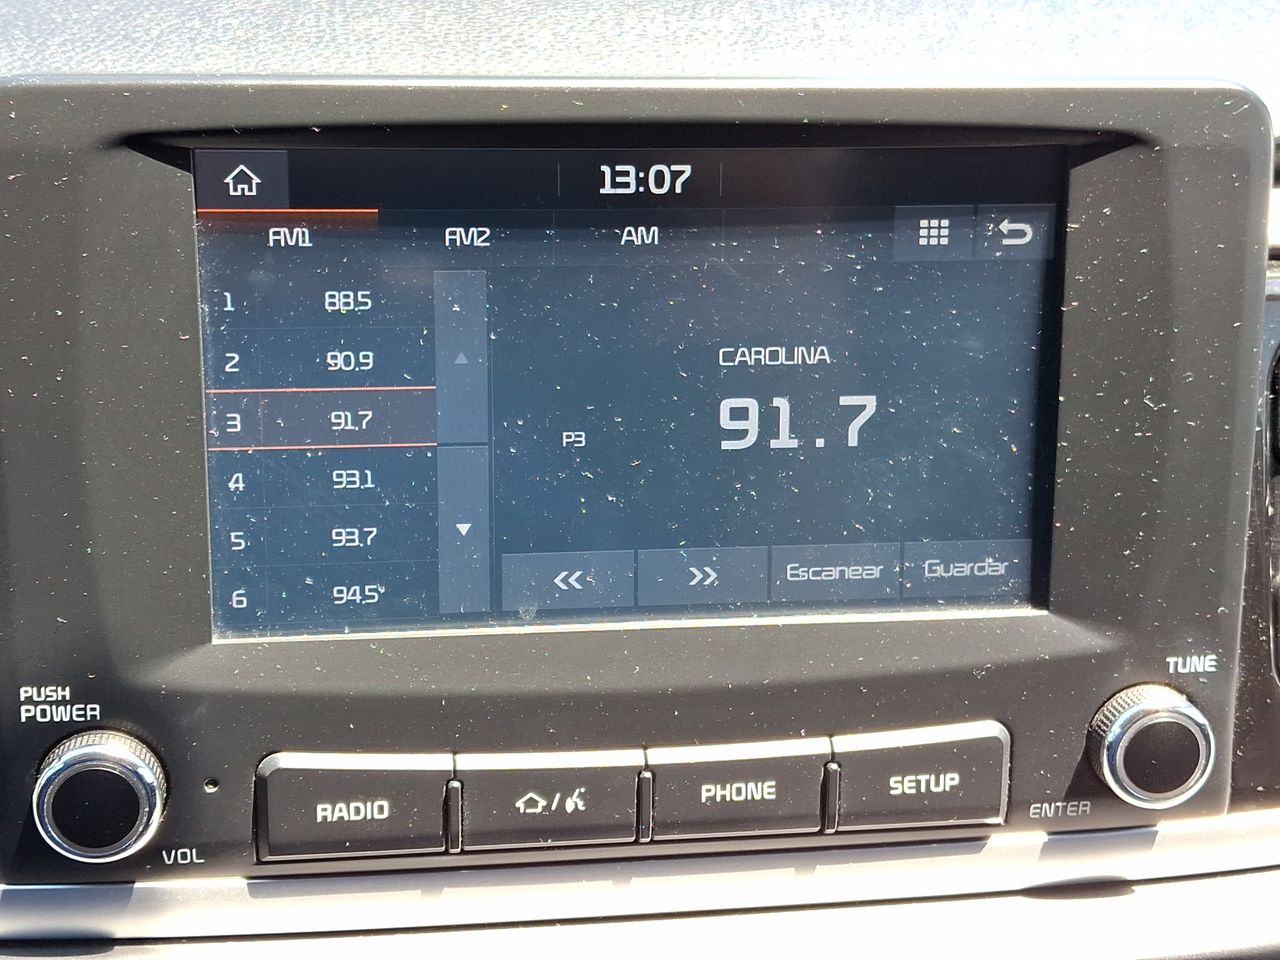 13:07
FM1 FM2 AM
1 88.5
2 90.9
3 91.7
4 93.1
5 93.7
6 94.5
CAROLINA
91.7
P3
<< >> Escanear Guardar
PUSH
POWER
VOL
RADIO
/
PHONE
SETUP
TUNE
ENTER